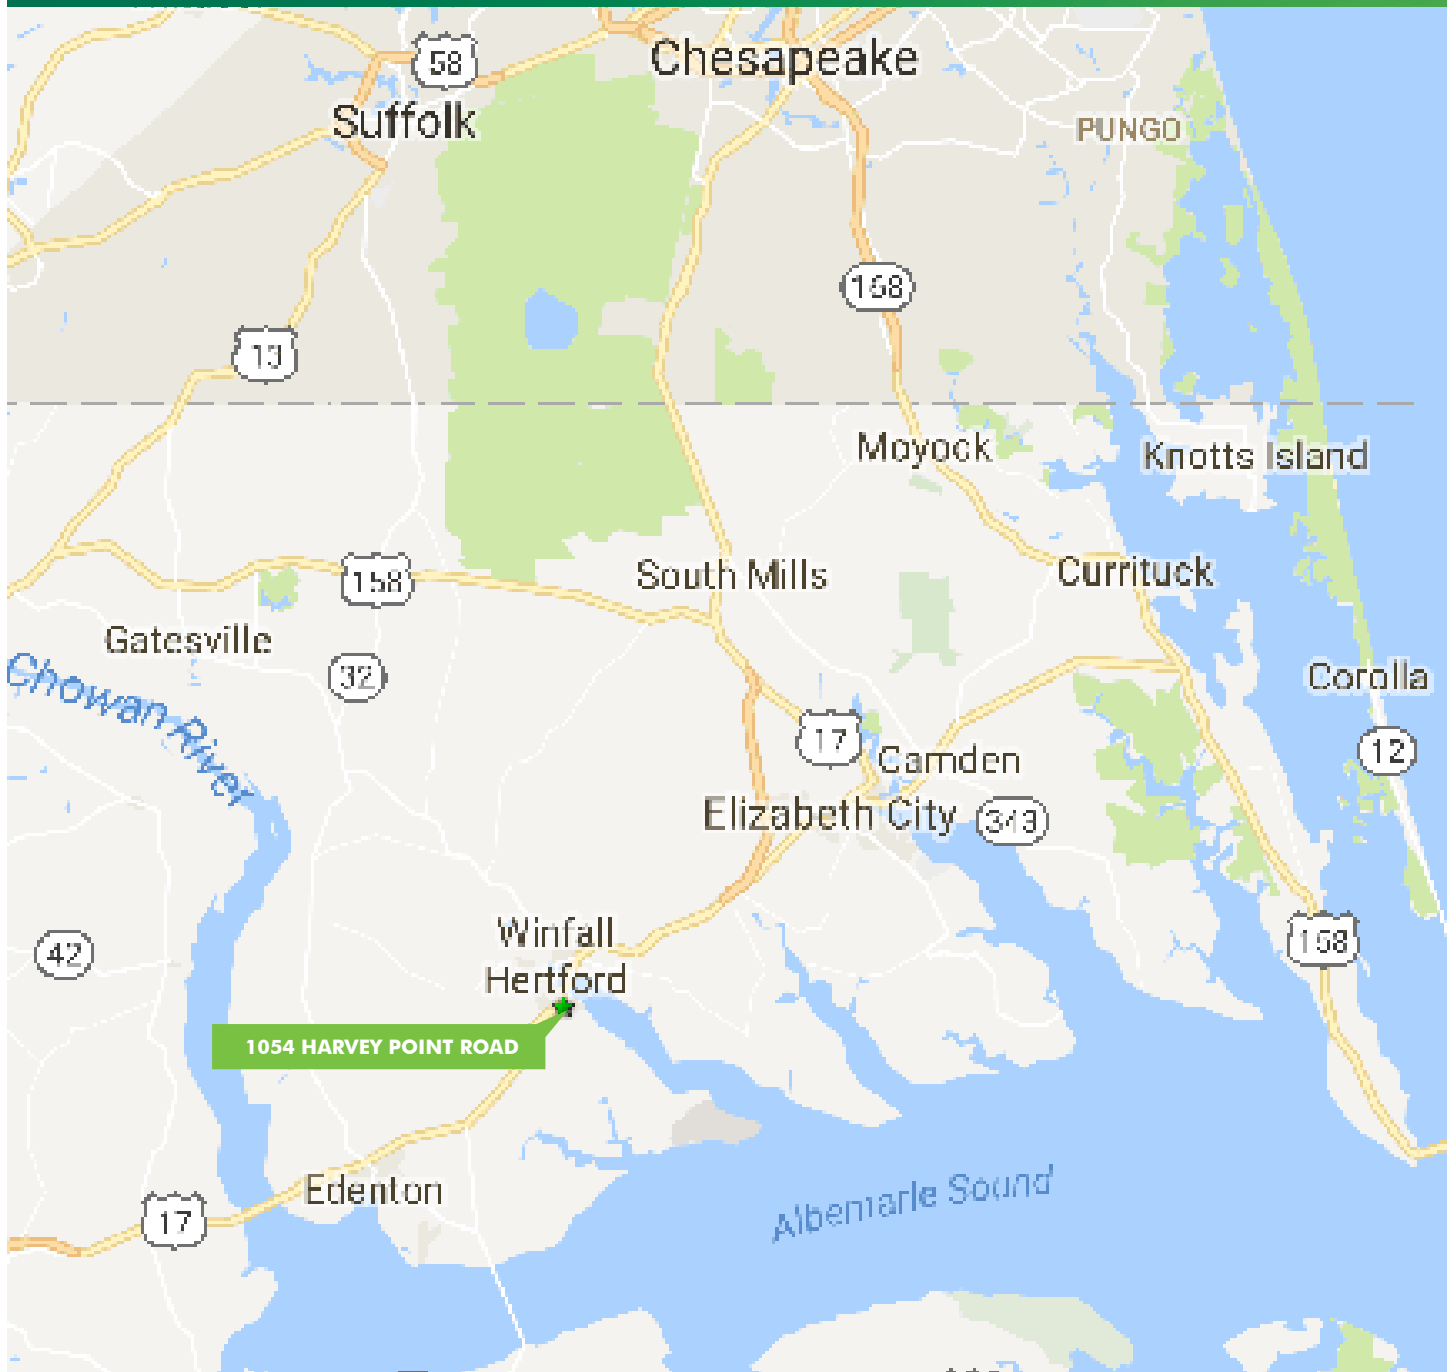 58
Chesapeake
Suffolk
PUNGO
168
13
Moyock
Knotts Island
158
South Mills
Currituck
Gatesville
32
Corolla
Chowan River
17
Camden
12
Elizabeth City
343
Winfall
158
42
Hertford
1054 HARVEY POINT ROAD
Edenton
Albemarle Sound
17